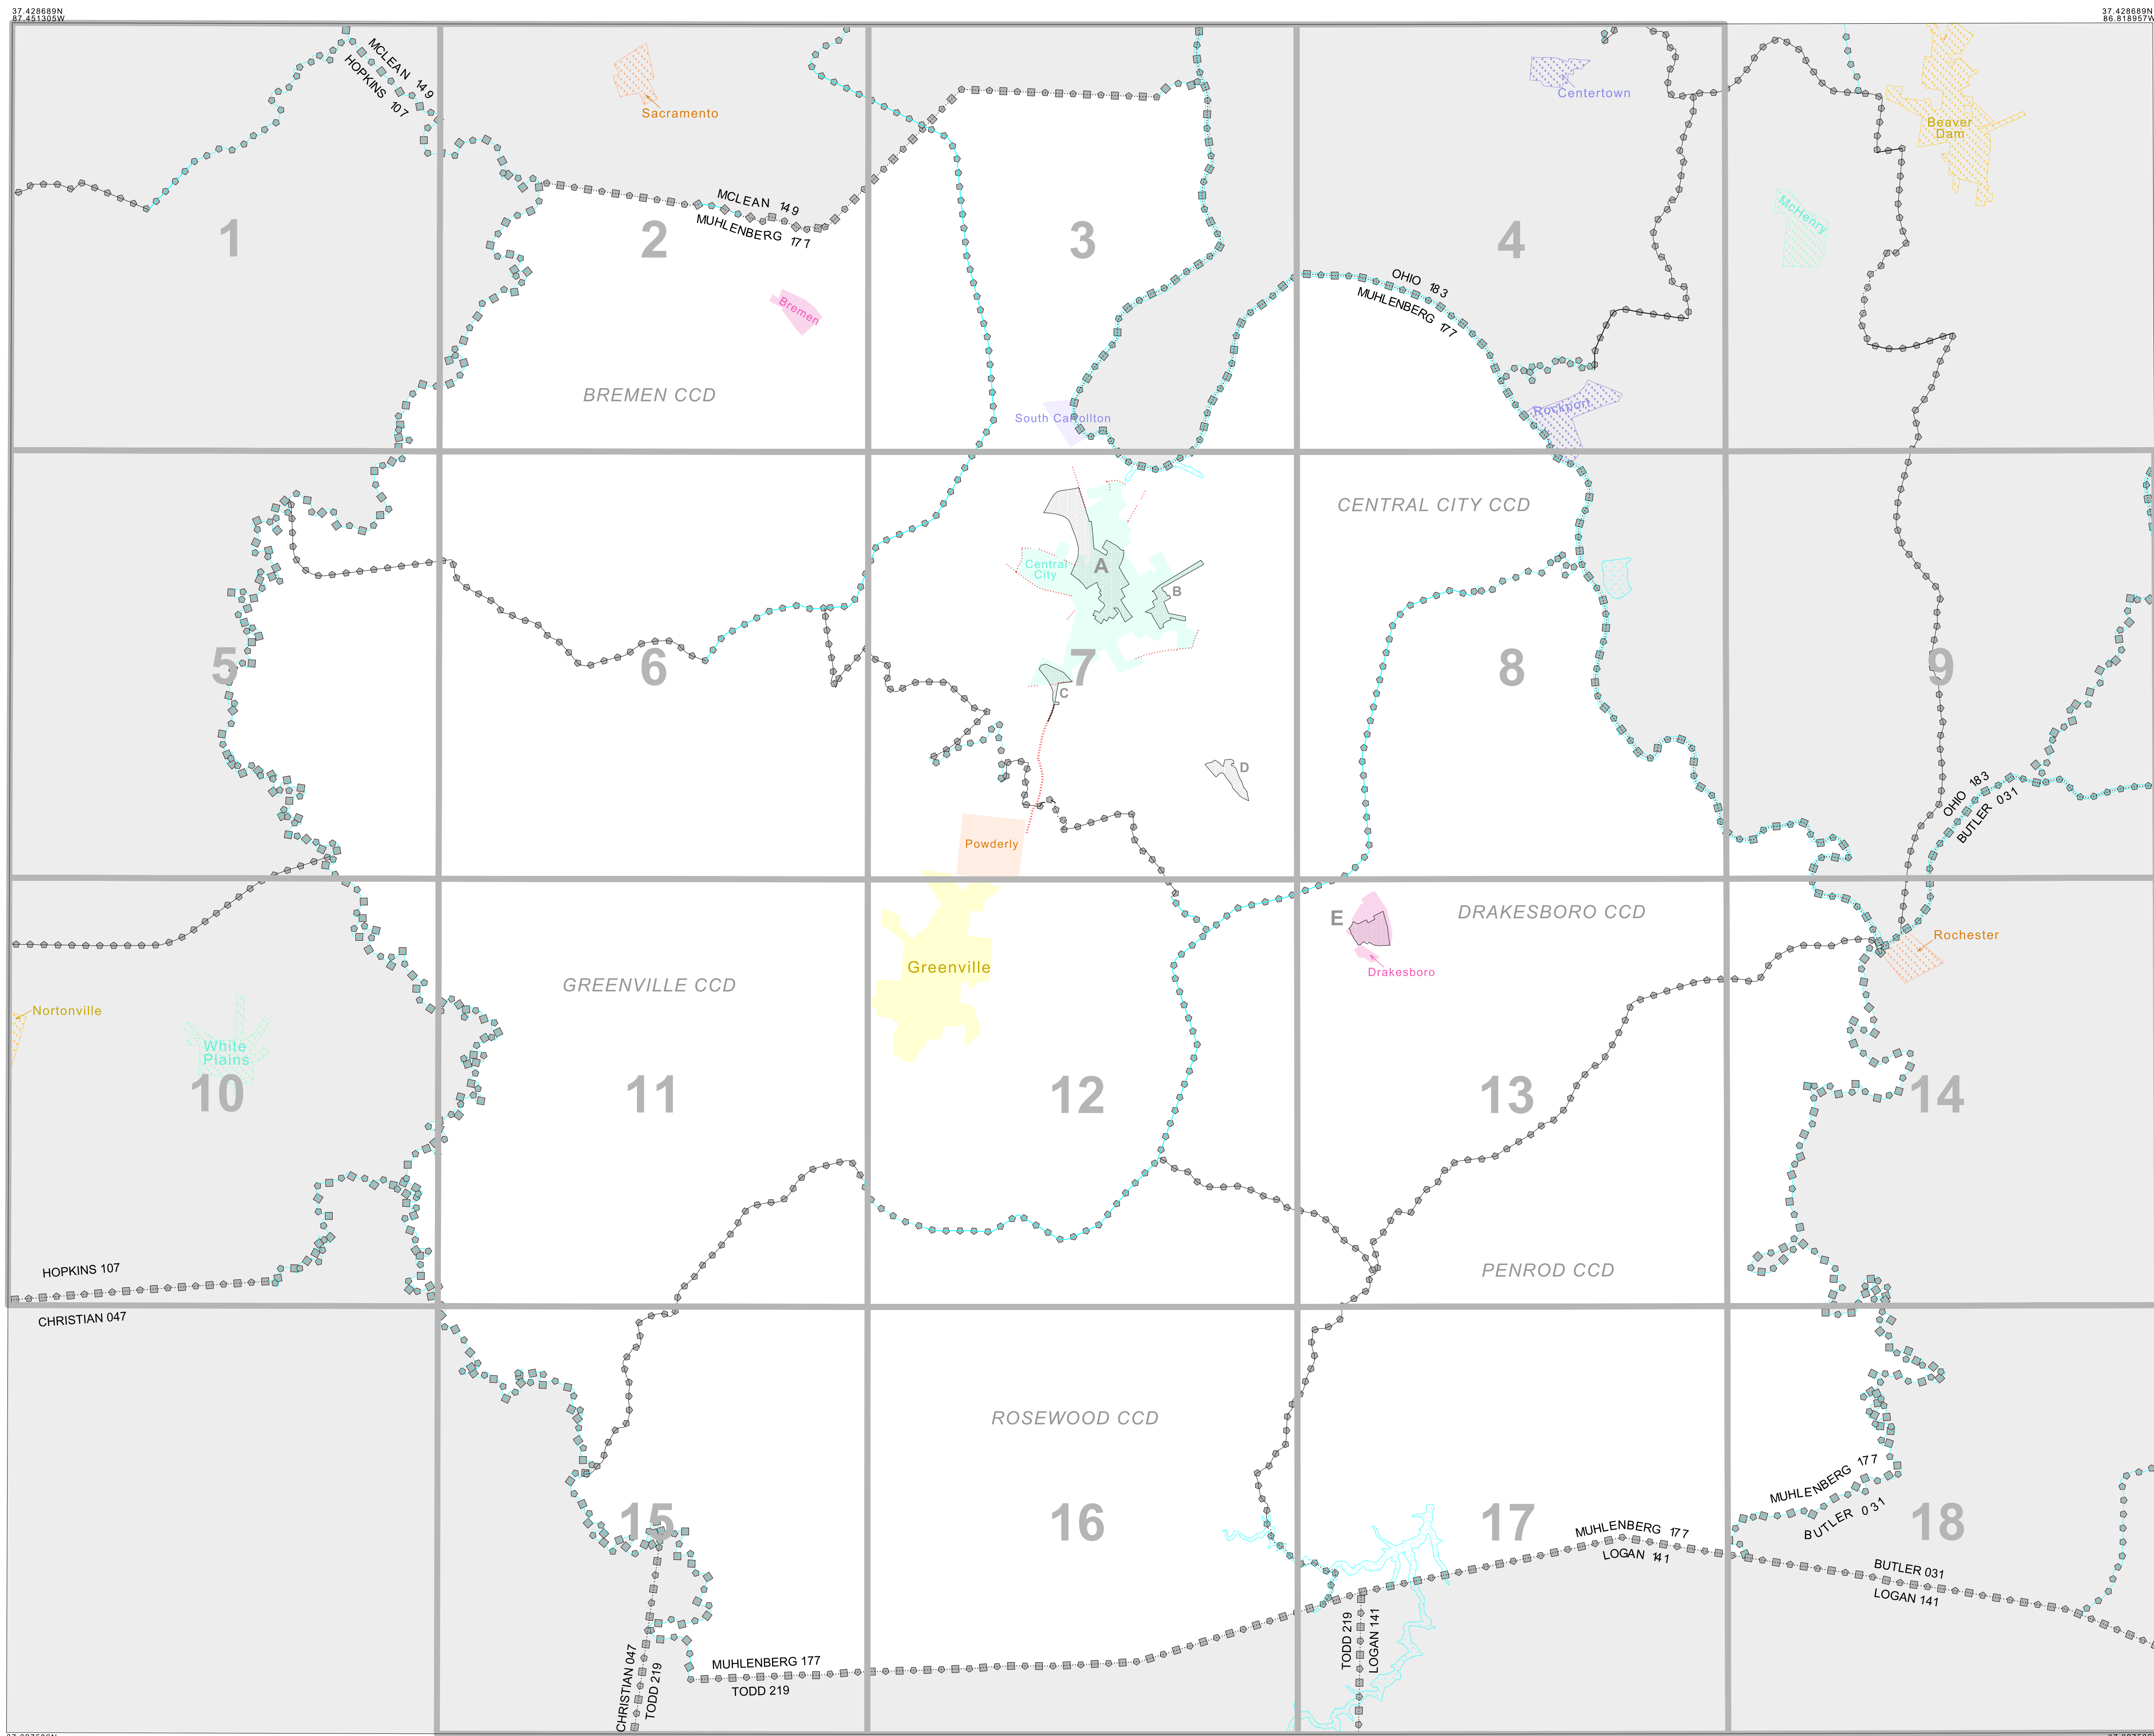 37.428689N
87.451305W
37.428689N
86.818957W
MCLEAN 149
HOPKINS 107
Sacramento
Centertown
Beaver
Dam
McHenry
MCLEAN 149
MUHLENBERG 177
1
2
3
4
OHIO 183
MUHLENBERG 177
Bremen
BREMEN CCD
South Carrollton
Rockport
CENTRAL CITY CCD
Central
City
A
B
5
6
7
8
9
C
D
OHIO 183
BUTLER 031
Powderly
E
DRAKESBORO CCD
Rochester
Greenville
Drakesboro
GREENVILLE CCD
Nortonville
White
Plains
10
11
12
13
14
HOPKINS 107
CHRISTIAN 047
PENROD CCD
ROSEWOOD CCD
MUHLENBERG 177
BUTLER 031
15
16
17
18
MUHLENBERG 177
LOGAN 141
BUTLER 031
LOGAN 141
TODD 219
LOGAN 141
CHRISTIAN 047
TODD 219
MUHLENBERG 177
TODD 219